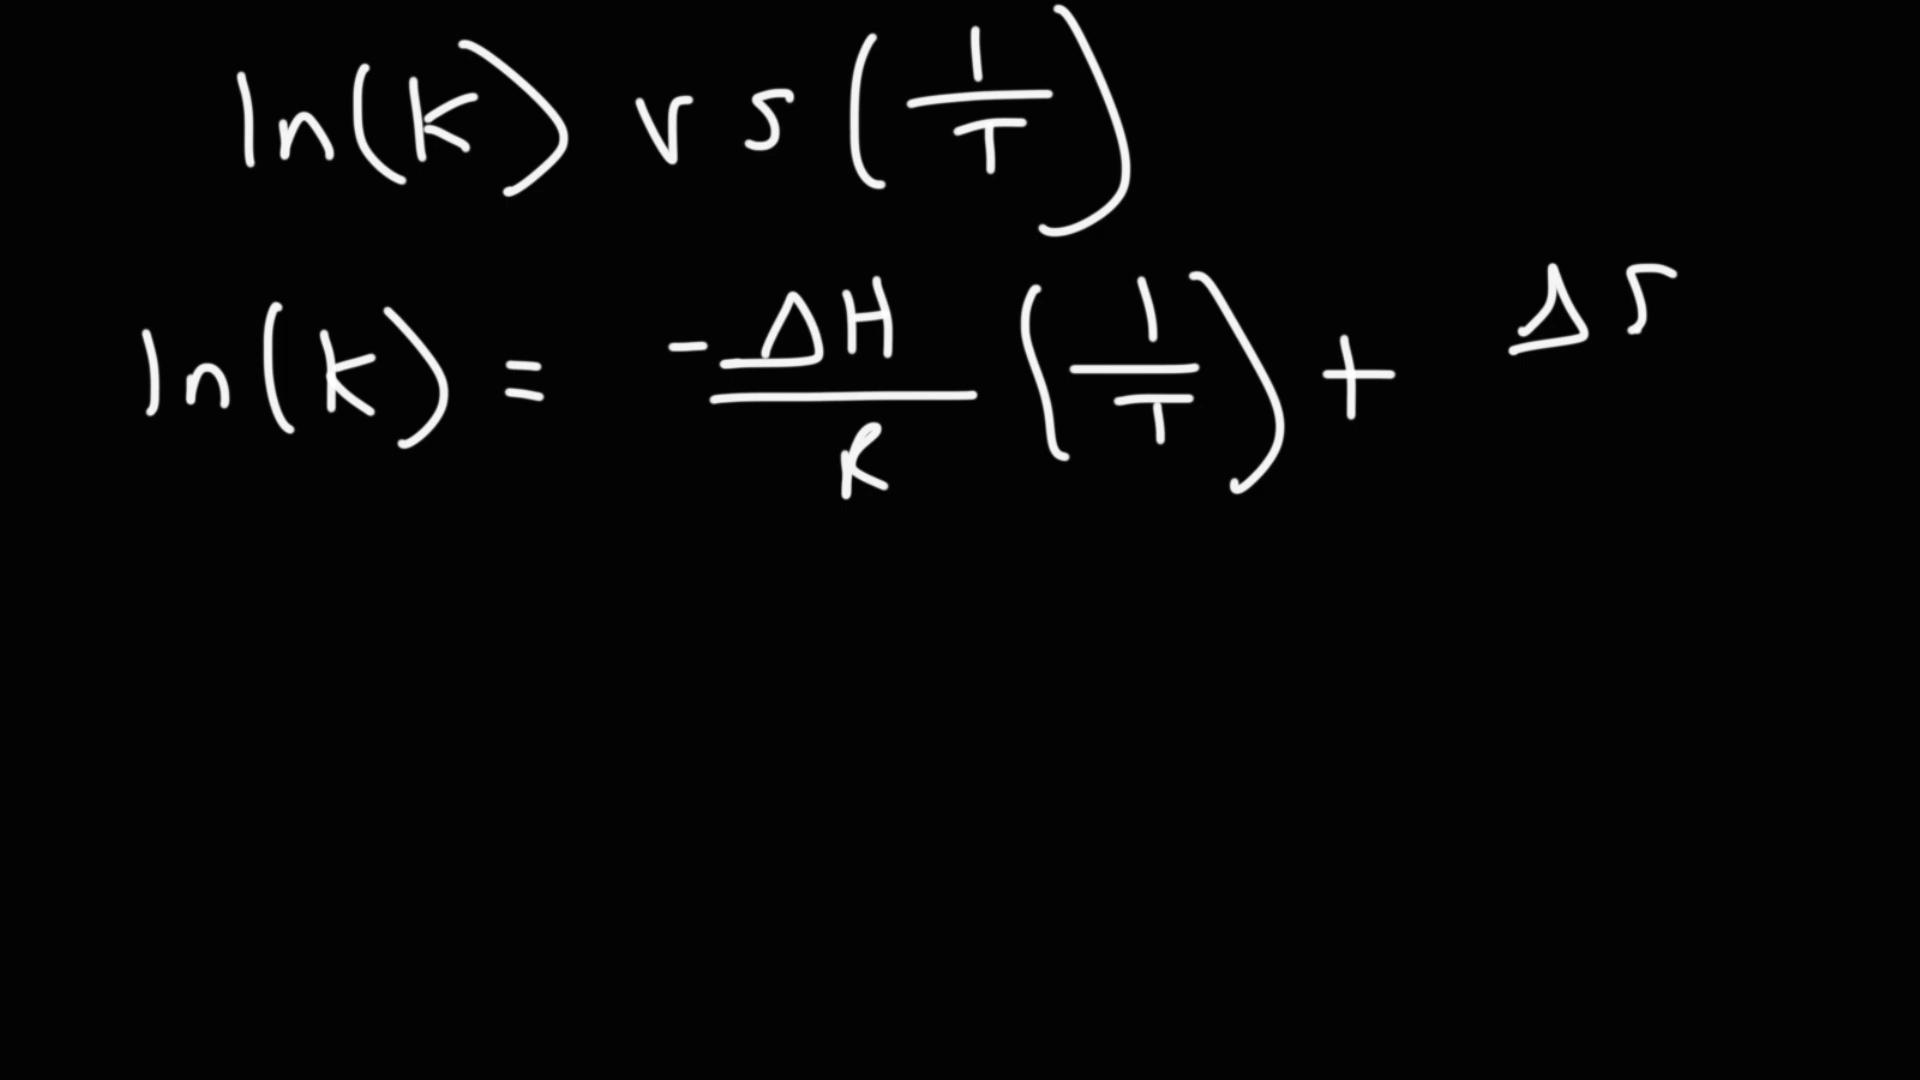 ln(K) vs (1/T)
ln(K) = -ΔH/R (1/T) + ΔS